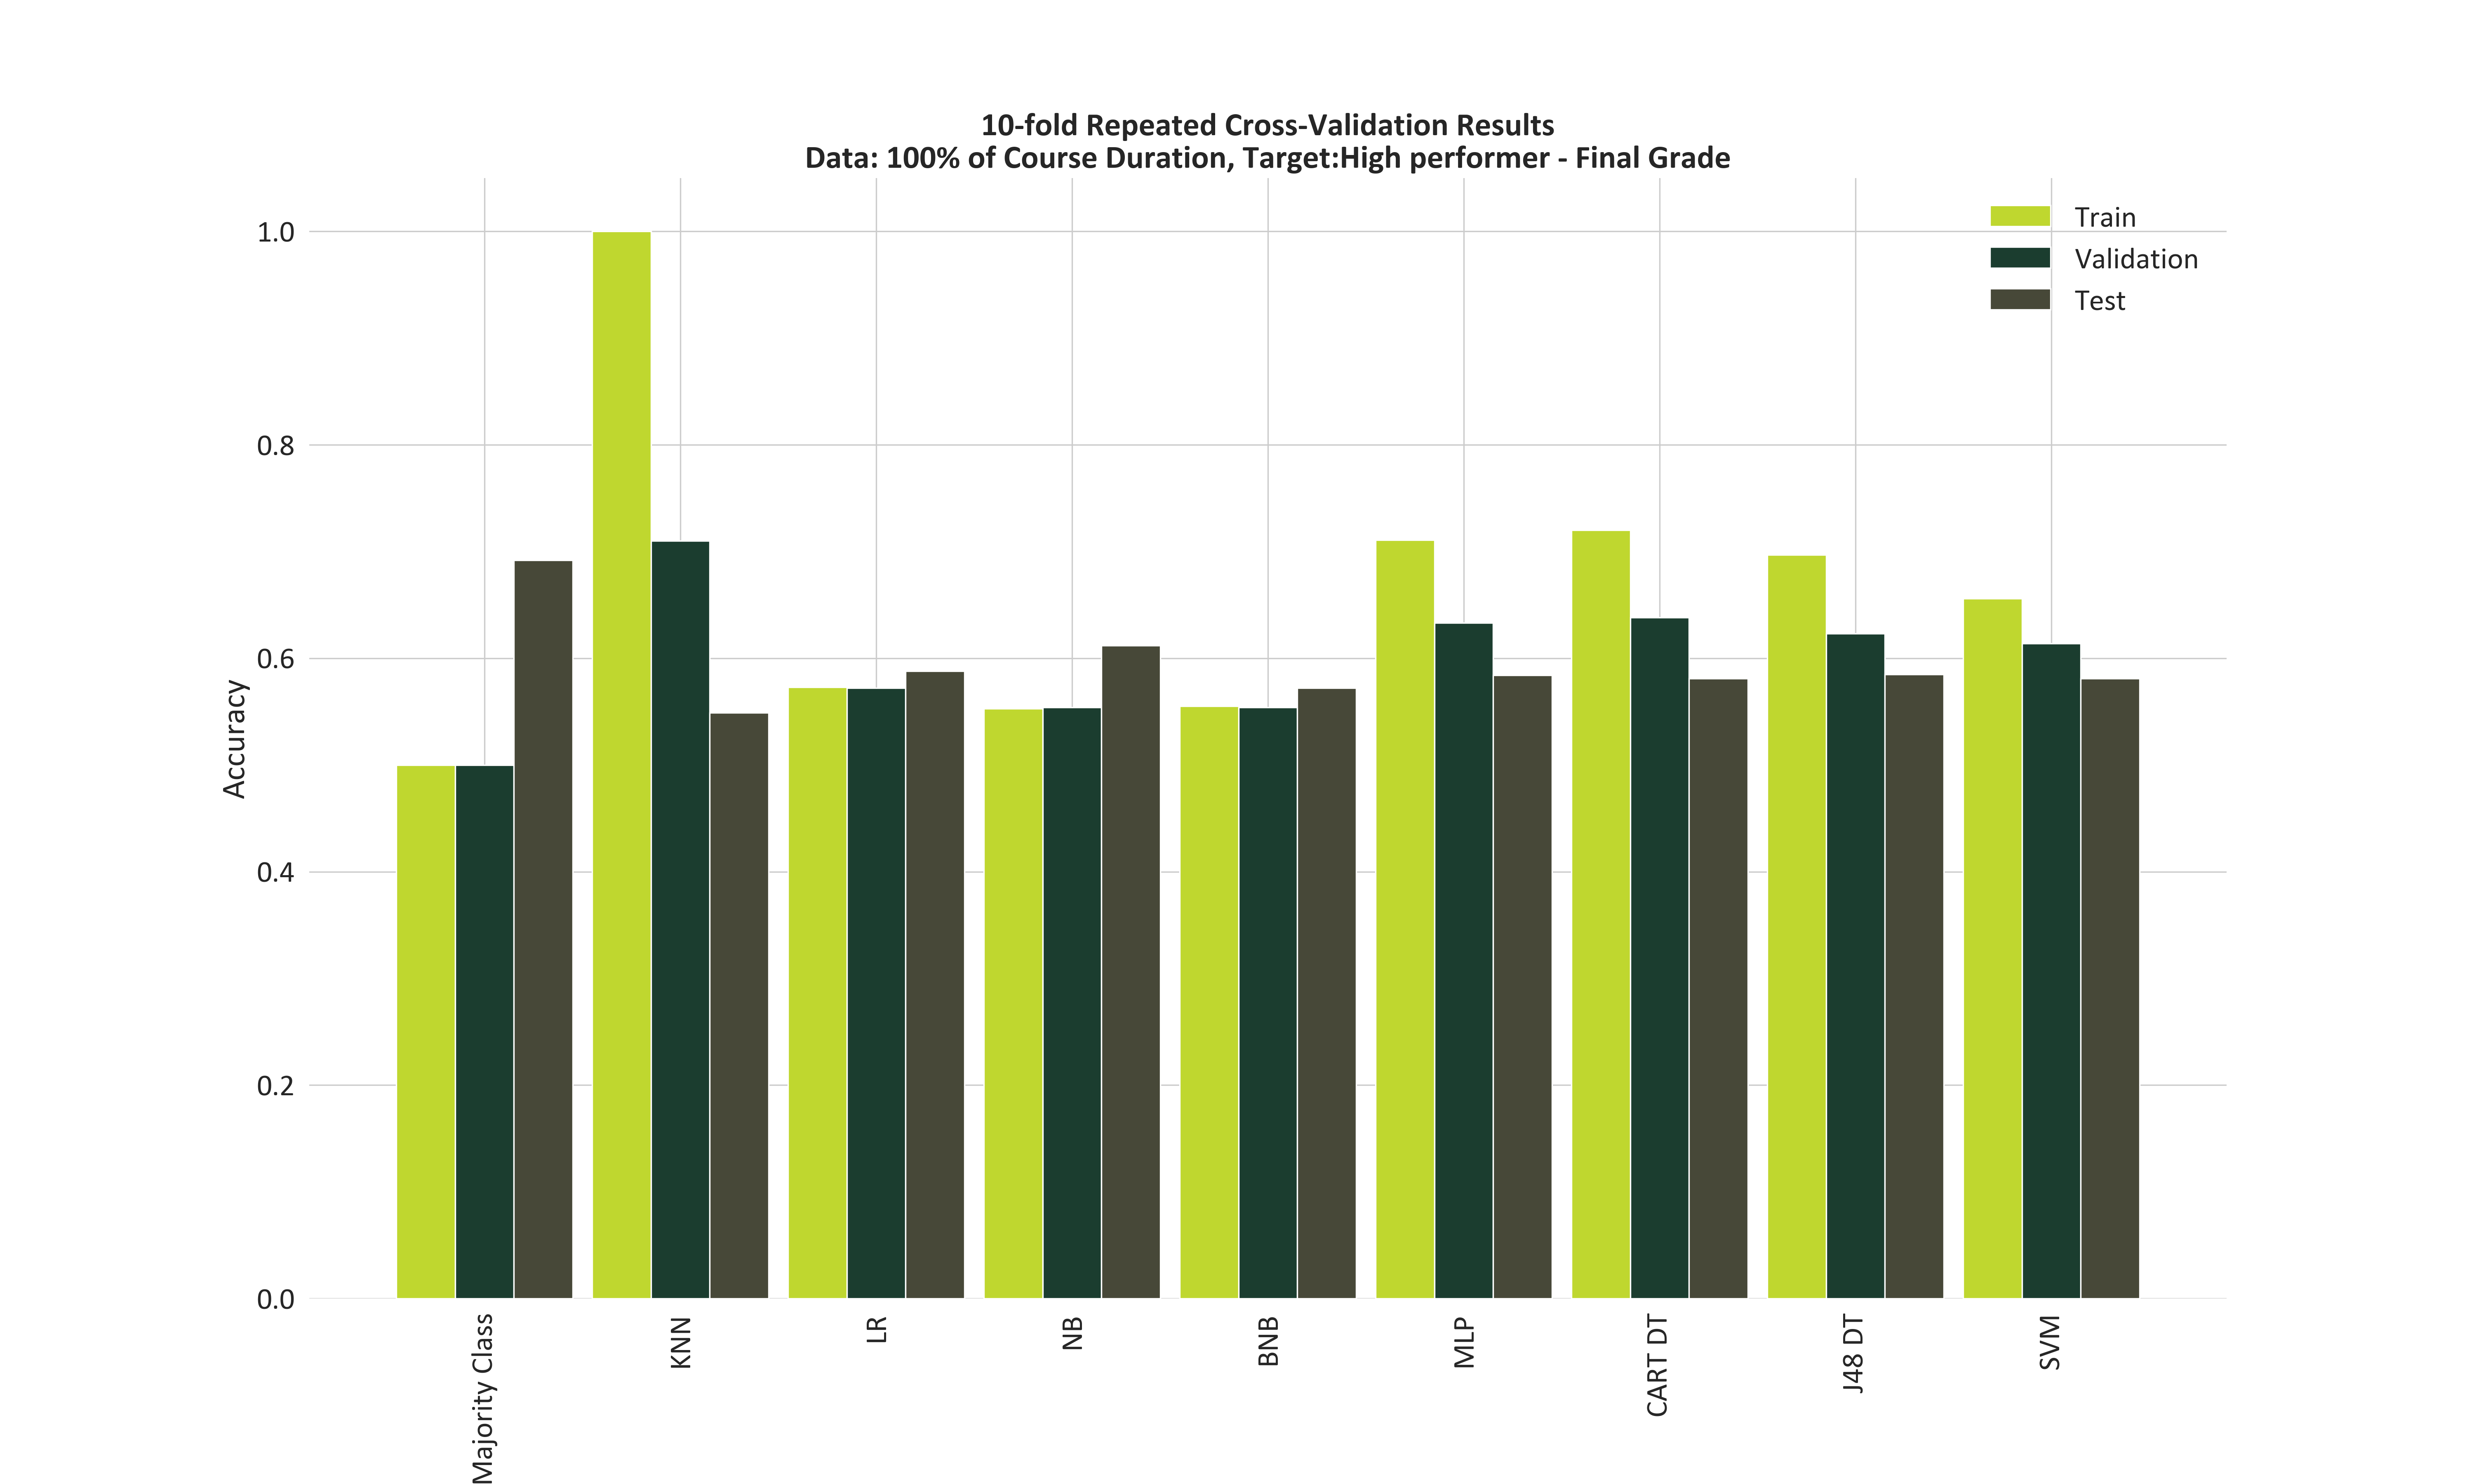 10-fold Repeated Cross-Validation Results
Data: 100% of Course Duration, Target:High performer - Final Grade
Train
Validation
Test
Accuracy
1.0
0.8
0.6
0.4
0.2
0.0
Majority Class
KNN
LR
NB
BNB
MLP
CART DT
J48 DT
SVM